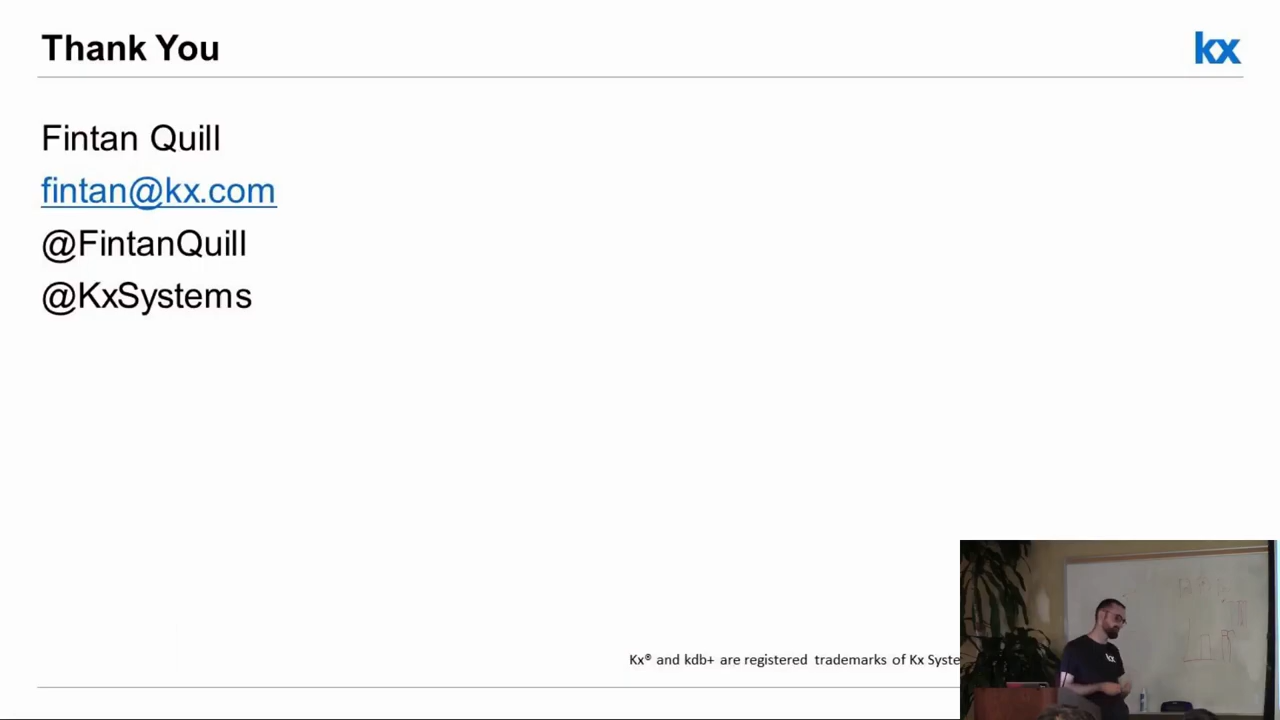 Thank You
kx
Fintan Quill
fintan@kx.com
@FintanQuill
@KxSystems
Kx® and kdb+ are registered trademarks of Kx Syste
kx